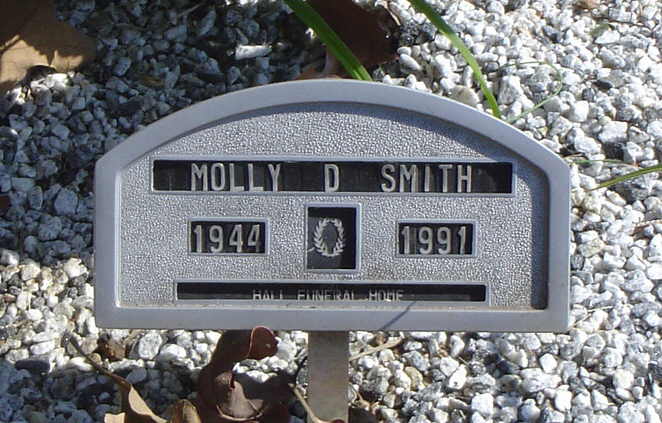 MOLLY D SMITH
1944 1991
HALL FUNERAL HOME